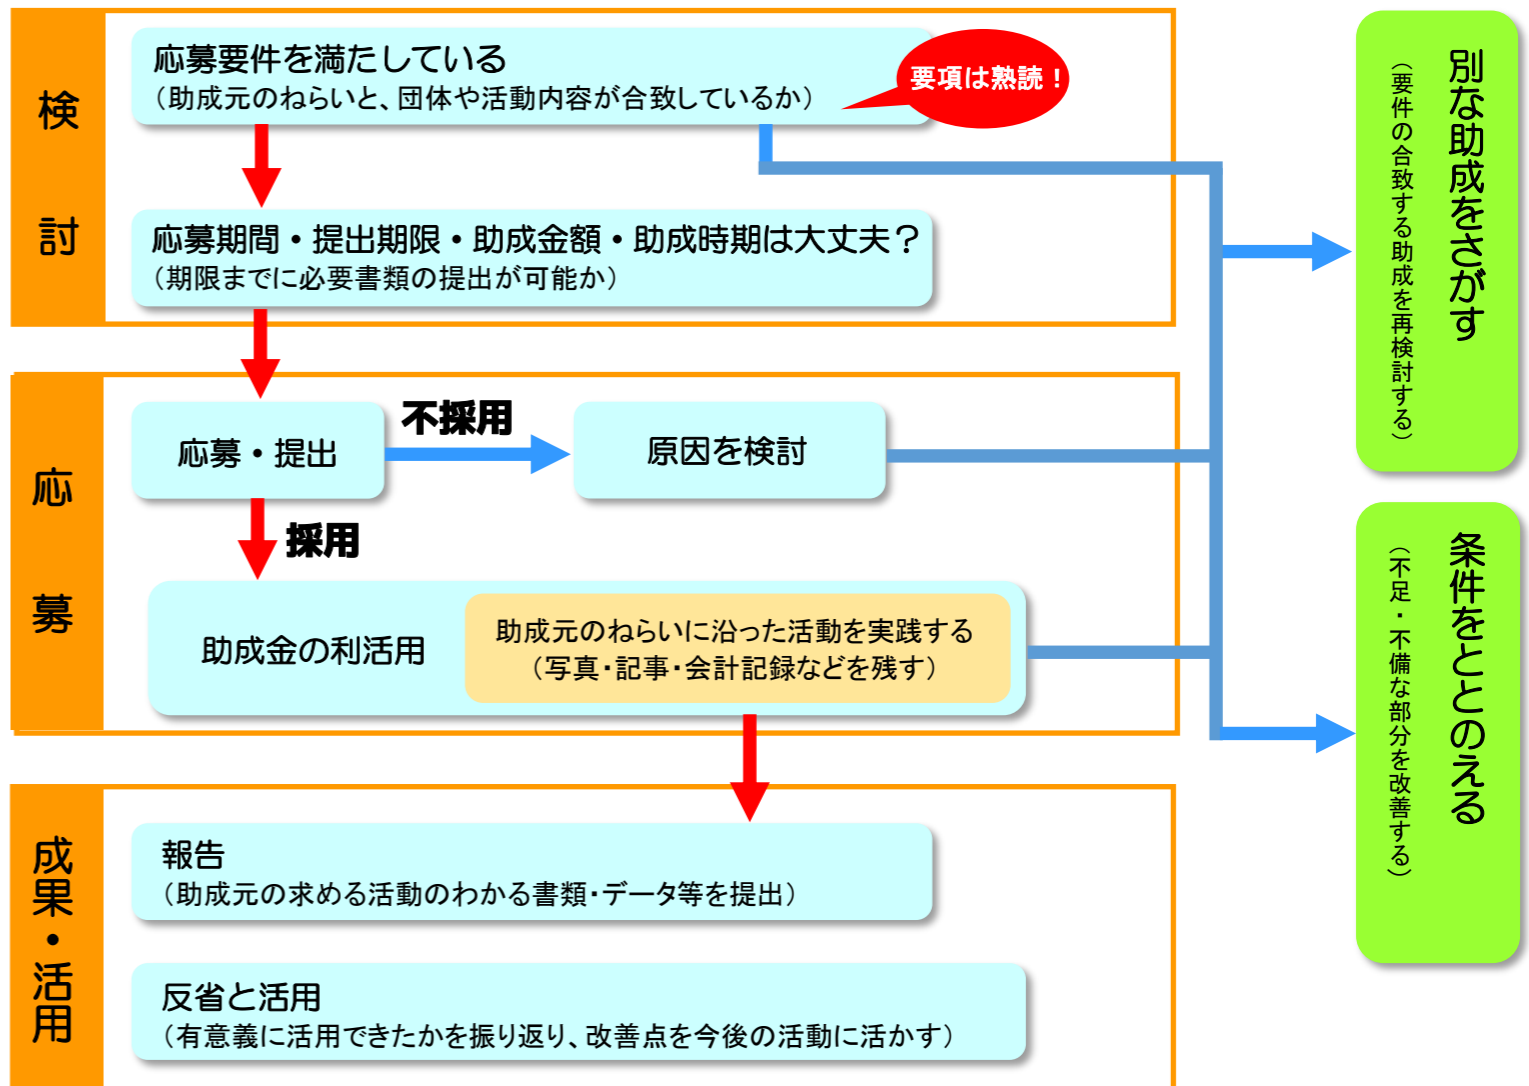 検討
応募要件を満たしている
（助成元のねらいと、団体や活動内容が合致しているか）
要項は熟読！
応募期間・提出期限・助成金額・助成時期は大丈夫？
（期限までに必要書類の提出が可能か）
応募
応募・提出
不採用
原因を検討
採用
助成金の利活用
助成元のねらいに沿った活動を実践する
（写真・記事・会計記録などを残す）
成果・活用
報告
（助成元の求める活動のわかる書類・データ等を提出）
反省と活用
（有意義に活用できたかを振り返り、改善点を今後の活動に活かす）
別な助成をさがす
（要件の合致する助成を再検討する）
条件をととのえる
（不足・不備な部分を改善する）